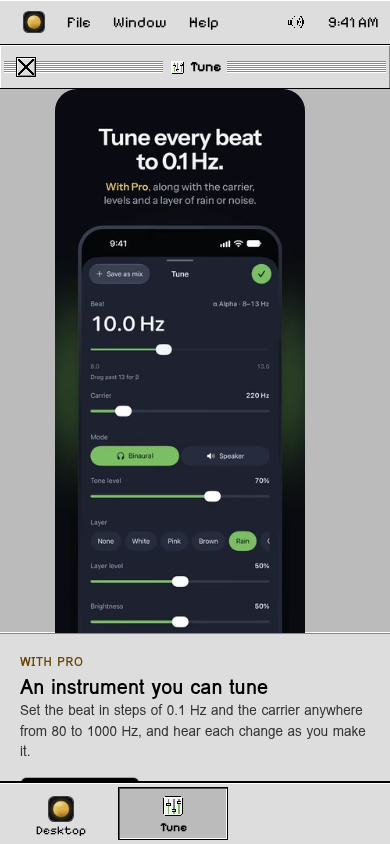 File Window Help 9:41 AM
Tune
Tune every beat
to 0.1 Hz.
With Pro, along with the carrier,
levels and a layer of rain or noise.
9:41
+ Save as mix Tune
Beat α Alpha · 8–13 Hz
10.0 Hz
8.0 13.5
Drag past 13 for β
Carrier 220 Hz
Mode
Binaural Speaker
Tone level 70%
Layer
None White Pink Brown Rain
Layer level 50%
Brightness 50%
WITH PRO
An instrument you can tune
Set the beat in steps of 0.1 Hz and the carrier anywhere
from 80 to 1000 Hz, and hear each change as you make
it.
Desktop Tune